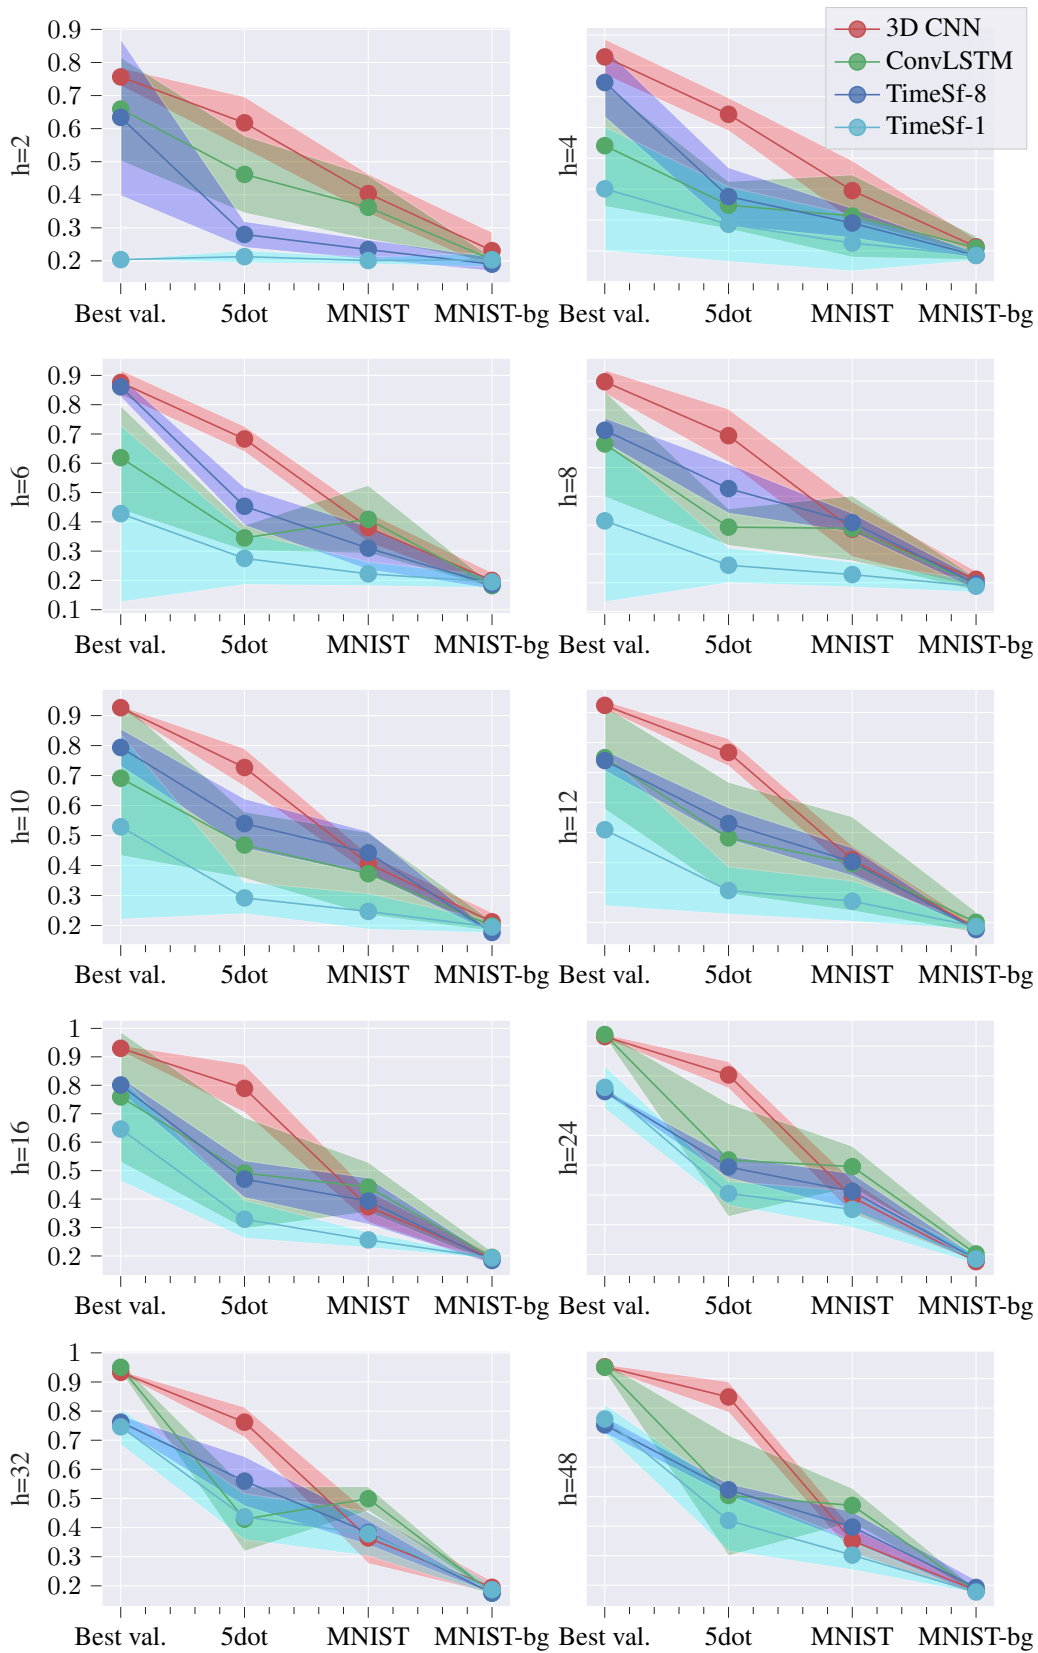 3D CNN
ConvLSTM
TimeSf-8
TimeSf-1
h=2
0.9
0.8
0.7
0.6
0.5
0.4
0.3
0.2
Best val. 5dot MNIST MNIST-bg
h=4
Best val. 5dot MNIST MNIST-bg
h=6
0.9
0.8
0.7
0.6
0.5
0.4
0.3
0.2
0.1
Best val. 5dot MNIST MNIST-bg
h=8
Best val. 5dot MNIST MNIST-bg
h=10
0.9
0.8
0.7
0.6
0.5
0.4
0.3
0.2
Best val. 5dot MNIST MNIST-bg
h=12
Best val. 5dot MNIST MNIST-bg
h=16
1
0.9
0.8
0.7
0.6
0.5
0.4
0.3
0.2
Best val. 5dot MNIST MNIST-bg
h=24
Best val. 5dot MNIST MNIST-bg
h=32
1
0.9
0.8
0.7
0.6
0.5
0.4
0.3
0.2
Best val. 5dot MNIST MNIST-bg
h=48
Best val. 5dot MNIST MNIST-bg